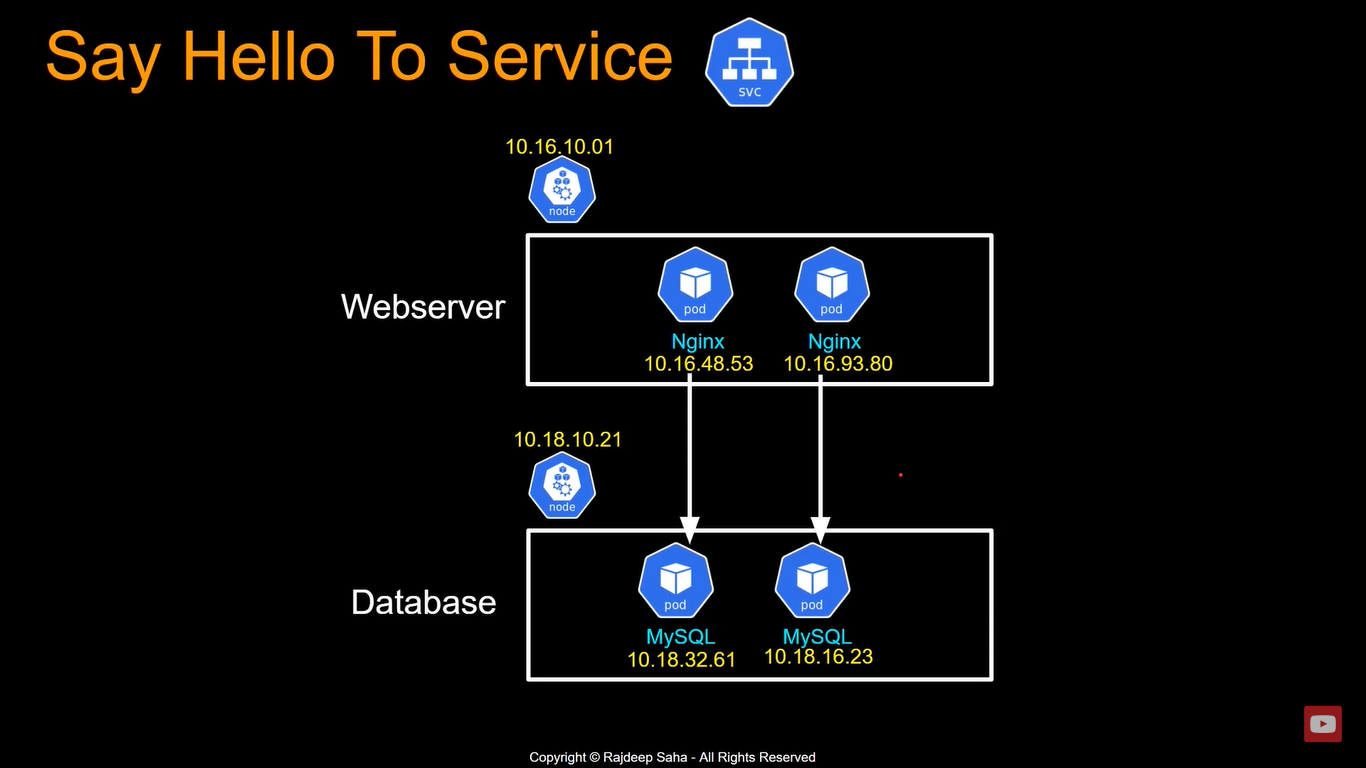 Say Hello To Service
svc
10.16.10.01
node
Webserver
pod
pod
Nginx
Nginx
10.16.48.53
10.16.93.80
10.18.10.21
node
Database
pod
pod
MySQL
MySQL
10.18.32.61
10.18.16.23
Copyright © Rajdeep Saha - All Rights Reserved